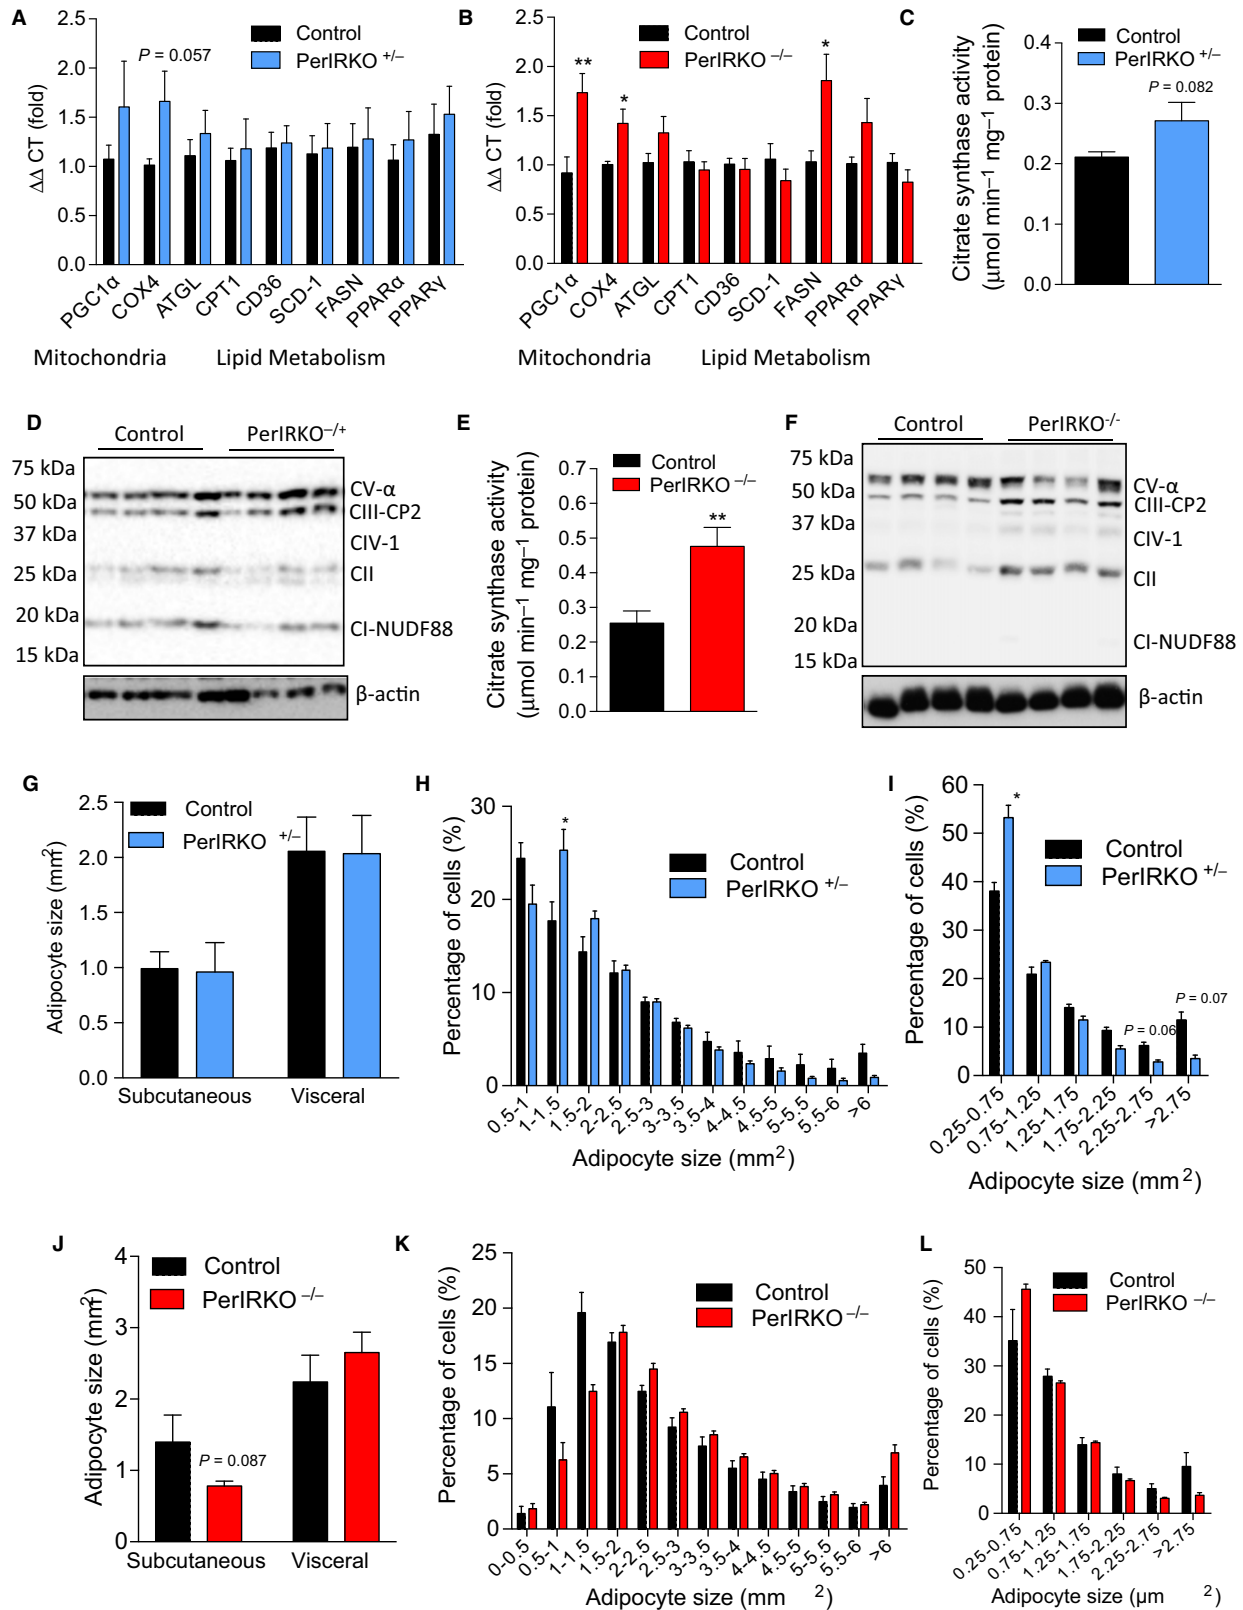 A
2.5
2.0
1.5
1.0
0.5
0.0
ΔΔ CT (fold)
Control
PerIRKO +/–
P = 0.057
PGC1α
COX4
ATGL
CPT1
CD36
SCD-1
FASN
PPARα
PPARγ
Mitochondria
Lipid Metabolism
B
2.5
2.0
1.5
1.0
0.5
0.0
ΔΔ CT (fold)
Control
PerIRKO –/–
**
*
*
PGC1α
COX4
ATGL
CPT1
CD36
SCD-1
FASN
PPARα
PPARγ
Mitochondria
Lipid Metabolism
C
Control
PerIRKO +/–
0.4
0.3
0.2
0.1
0.0
Citrate synthase activity
(μmol min–1 mg–1 protein)
P = 0.082
D
Control
PerIRKO–/+
75 kDa
50 kDa
37 kDa
25 kDa
20 kDa
15 kDa
CV-α
CIII-CP2
CIV-1
CII
CI-NUDF88
β-actin
E
Control
PerIRKO –/–
0.7
0.6
0.5
0.4
0.3
0.2
0.1
0.0
Citrate synthase activity
(μmol min–1 mg–1 protein)
**
F
Control
PerIRKO-/-
75 kDa
50 kDa
37 kDa
25 kDa
20 kDa
15 kDa
CV-α
CIII-CP2
CIV-1
CII
CI-NUDF88
β-actin
G
Control
PerIRKO +/–
2.5
2.0
1.5
1.0
0.5
0.0
Adipocyte size (mm2)
Subcutaneous
Visceral
H
30
20
10
0
Percentage of cells (%)
*
Control
PerIRKO +/–
0.5-1
1-1.5
1.5-2
2-2.5
2.5-3
3-3.5
3.5-4
4-4.5
4.5-5
5-5.5
5.5-6
>6
Adipocyte size (mm2)
I
60
50
40
30
20
10
0
Percentage of cells (%)
*
Control
PerIRKO +/–
P = 0.06
P = 0.07
0.25-0.75
0.75-1.25
1.25-1.75
1.75-2.25
2.25-2.75
>2.75
Adipocyte size (mm2)
J
4
3
2
1
0
Adipocyte size (mm2)
Control
PerIRKO –/–
P = 0.087
Subcutaneous
Visceral
K
25
20
15
10
5
0
Percentage of cells (%)
Control
PerIRKO –/–
0-0.5
0.5-1
1-1.5
1.5-2
2-2.5
2.5-3
3-3.5
3.5-4
4-4.5
4.5-5
5-5.5
5.5-6
>6
Adipocyte size (mm 2)
L
50
40
30
20
10
0
Percentage of cells (%)
Control
PerIRKO –/–
0.25-0.75
0.75-1.25
1.25-1.75
1.75-2.25
2.25-2.75
>2.75
Adipocyte size (μm 2)